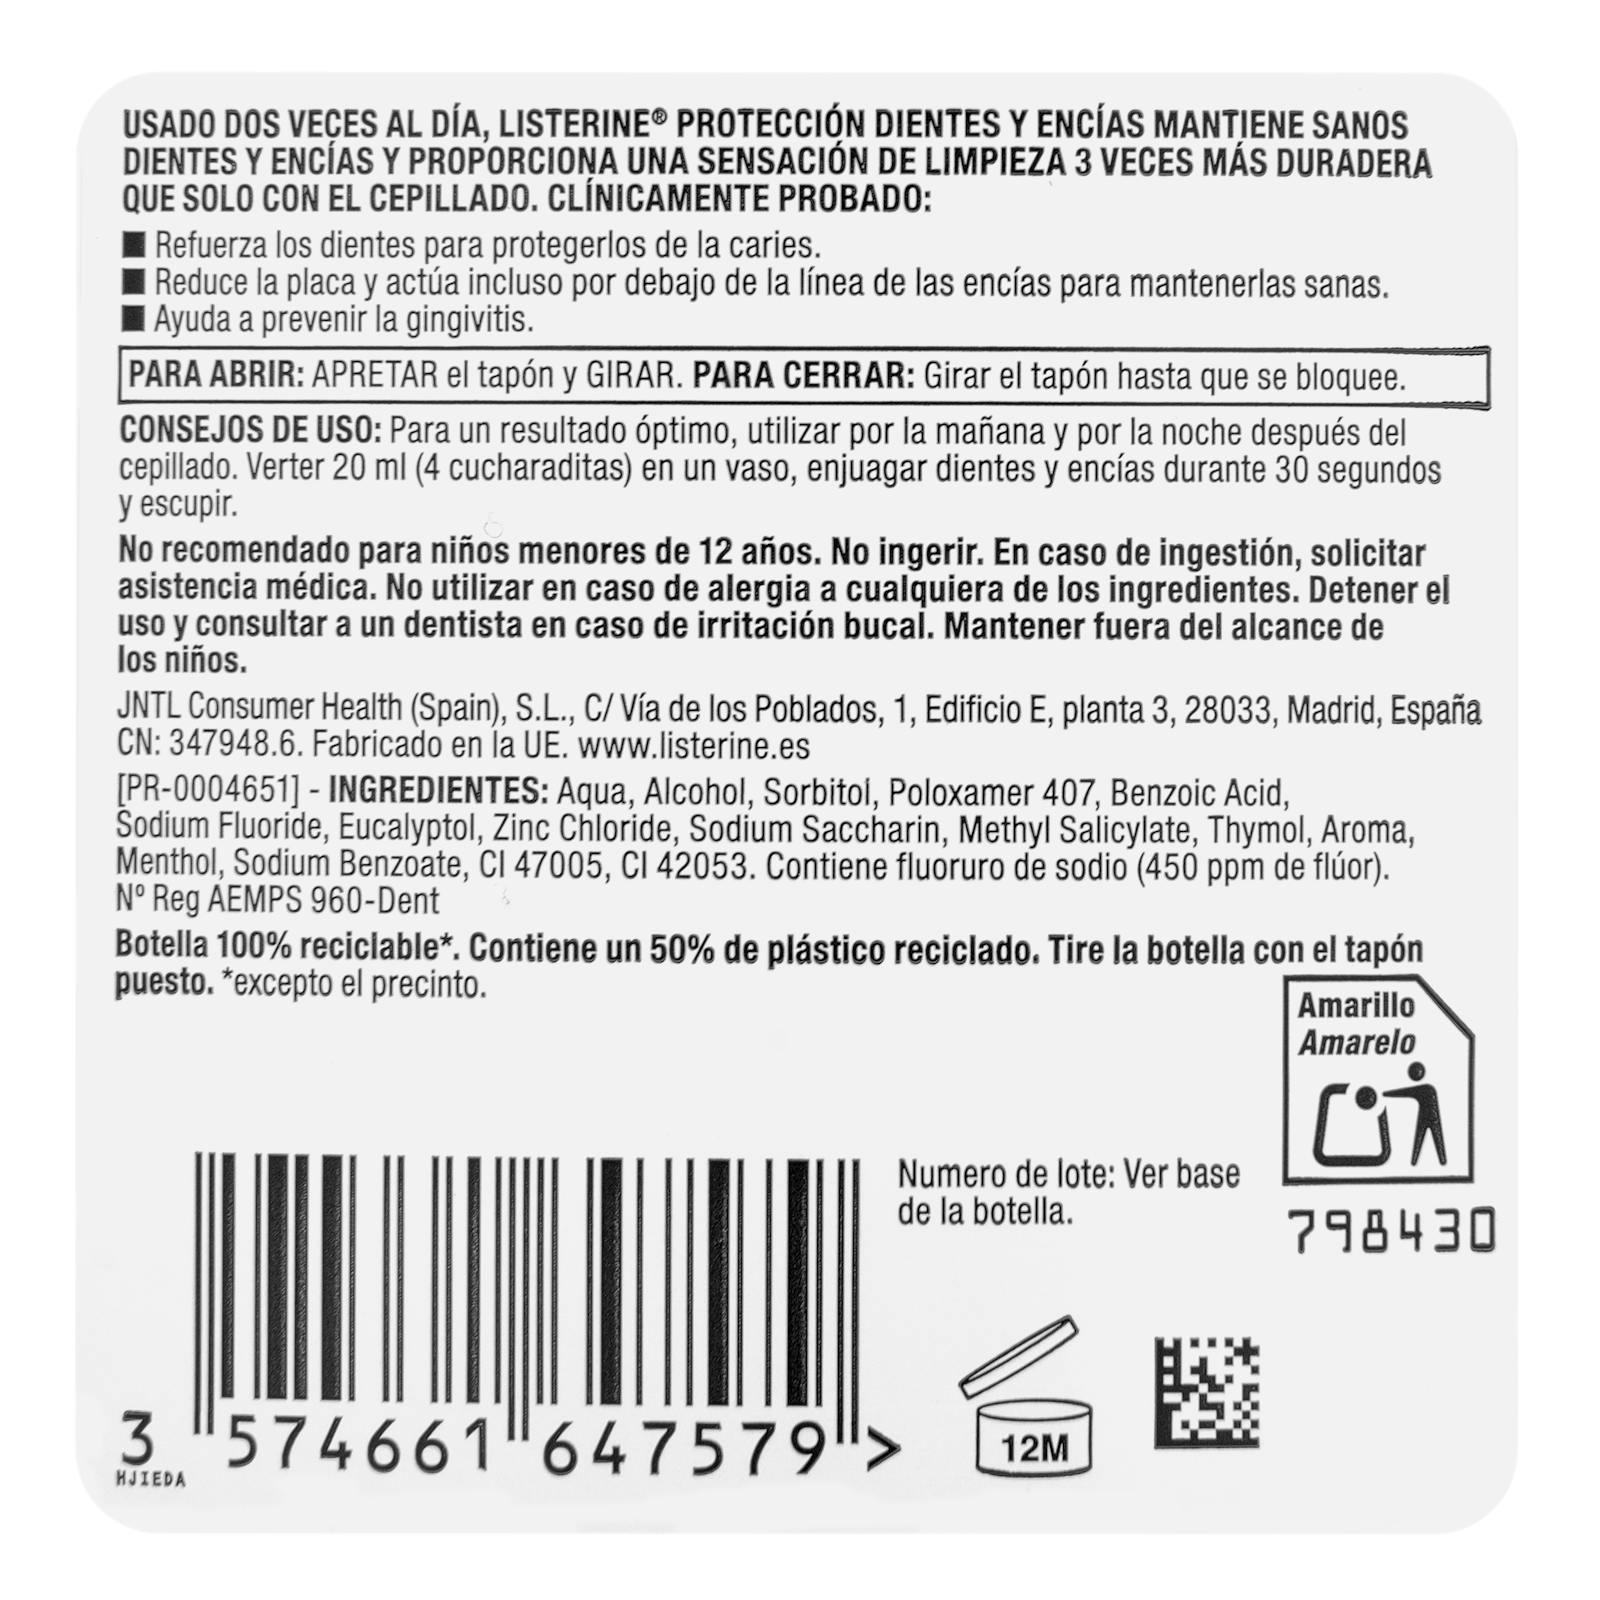 USADO DOS VECES AL DÍA, LISTERINE® PROTECCIÓN DIENTES Y ENCÍAS MANTIENE SANOS
DIENTES Y ENCÍAS Y PROPORCIONA UNA SENSACIÓN DE LIMPIEZA 3 VECES MÁS DURADERA
QUE SOLO CON EL CEPILLADO. CLÍNICAMENTE PROBADO:
■ Refuerza los dientes para protegerlos de la caries.
■ Reduce la placa y actúa incluso por debajo de la línea de las encías para mantenerlas sanas.
■ Ayuda a prevenir la gingivitis.
PARA ABRIR: APRETAR el tapón y GIRAR. PARA CERRAR: Girar el tapón hasta que se bloquee.
CONSEJOS DE USO: Para un resultado óptimo, utilizar por la mañana y por la noche después del
cepillado. Verter 20 ml (4 cucharaditas) en un vaso, enjuagar dientes y encías durante 30 segundos
y escupir.
No recomendado para niños menores de 12 años. No ingerir. En caso de ingestión, solicitar
asistencia médica. No utilizar en caso de alergia a cualquiera de los ingredientes. Detener el
uso y consultar a un dentista en caso de irritación bucal. Mantener fuera del alcance de
los niños.
JNTL Consumer Health (Spain), S.L., C/ Vía de los Poblados, 1, Edificio E, planta 3, 28033, Madrid, España
CN: 347948.6. Fabricado en la UE. www.listerine.es
[PR-0004651] - INGREDIENTES: Aqua, Alcohol, Sorbitol, Poloxamer 407, Benzoic Acid,
Sodium Fluoride, Eucalyptol, Zinc Chloride, Sodium Saccharin, Methyl Salicylate, Thymol, Aroma,
Menthol, Sodium Benzoate, CI 47005, CI 42053. Contiene fluoruro de sodio (450 ppm de flúor).
Nº Reg AEMPS 960-Dent
Botella 100% reciclable*. Contiene un 50% de plástico reciclado. Tire la botella con el tapón
puesto. *excepto el precinto.
Amarillo
Amarelo
Numero de lote: Ver base
de la botella.
798430
12M
3 574661 647579 >
HJIEDA